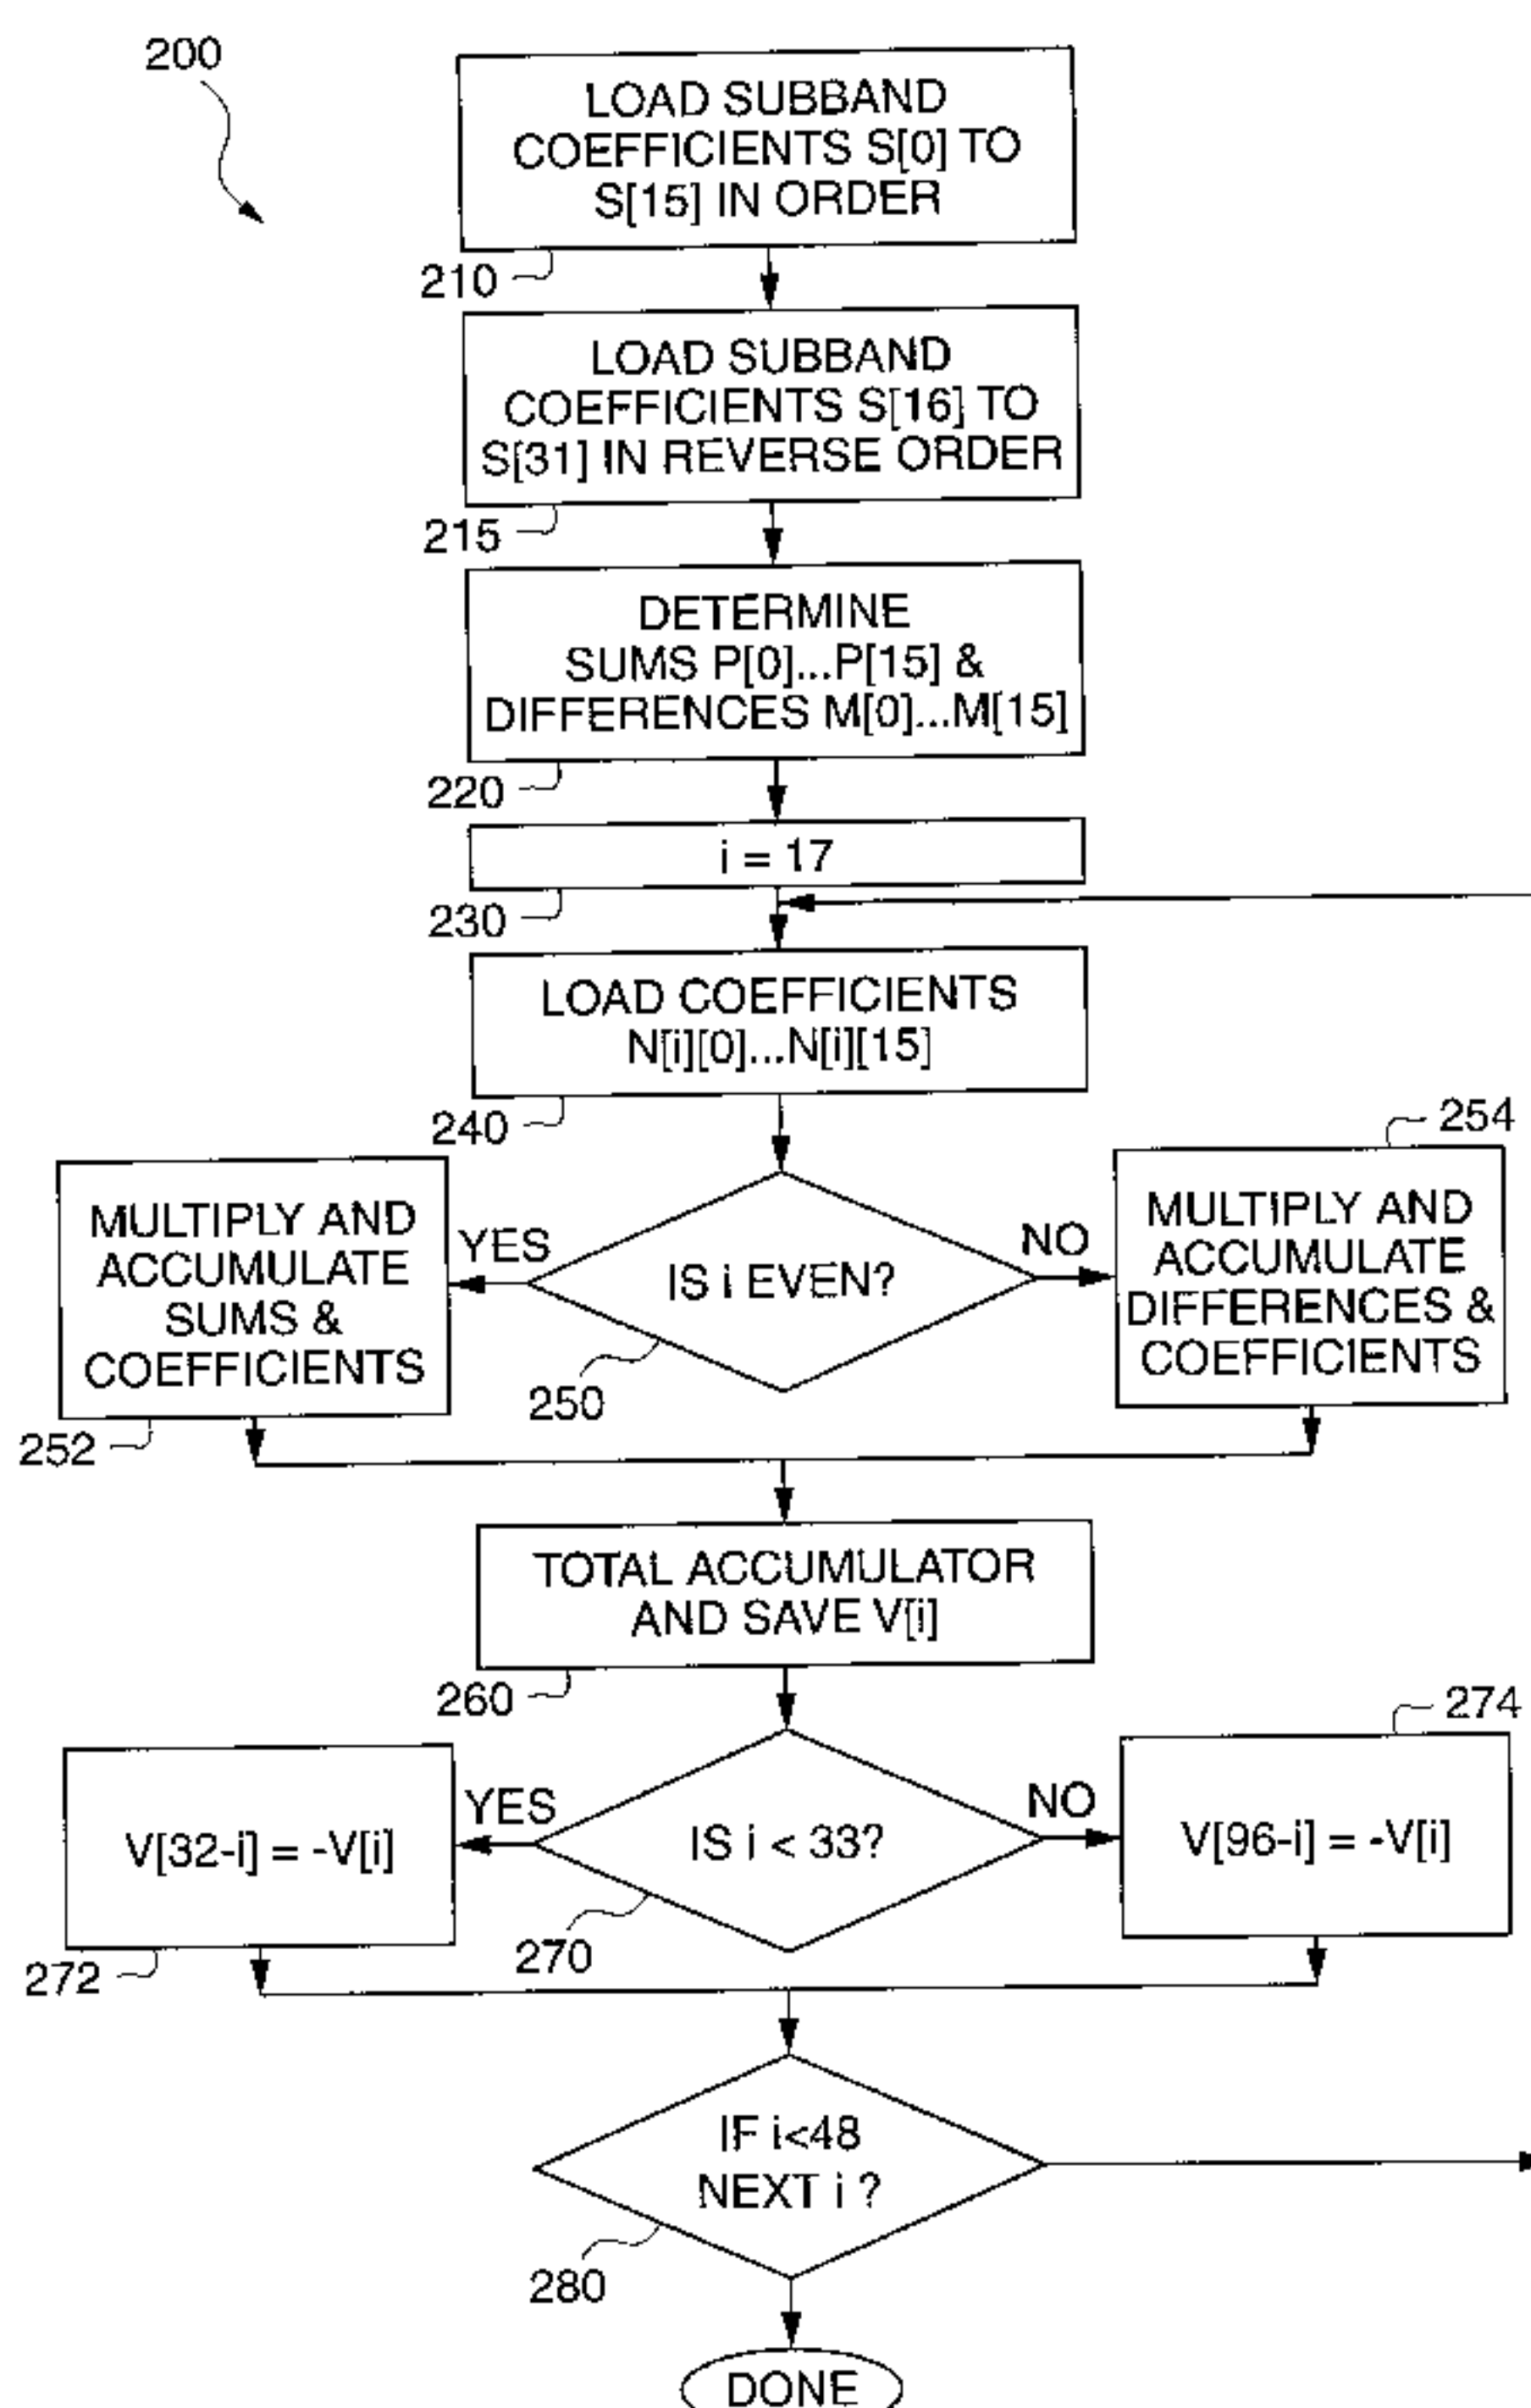 200
LOAD SUBBAND
COEFFICIENTS S[0] TO
S[15] IN ORDER
210
LOAD SUBBAND
COEFFICIENTS S[16] TO
S[31] IN REVERSE ORDER
215
DETERMINE
SUMS P[0]...P[15] &
DIFFERENCES M[0]...M[15]
220
i = 17
230
LOAD COEFFICIENTS
N[i][0]...N[i][15]
240
254
MULTIPLY AND
ACCUMULATE
SUMS &
COEFFICIENTS
252
YES
IS i EVEN?
250
NO
MULTIPLY AND
ACCUMULATE
DIFFERENCES &
COEFFICIENTS
TOTAL ACCUMULATOR
AND SAVE V[i]
260
274
V[32-i] = -V[i]
272
YES
IS i < 33?
270
NO
V[96-i] = -V[i]
IF i<48
NEXT i ?
280
DONE